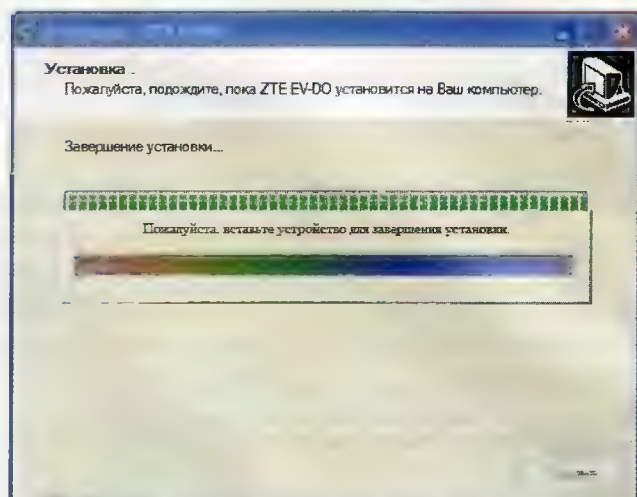 Установка .
Пожалуйста, подождите, пока ZTE EV-DO установится на Ваш компьютер.
Завершение установки...
Пожалуйста, вставьте устройство для завершения установки.